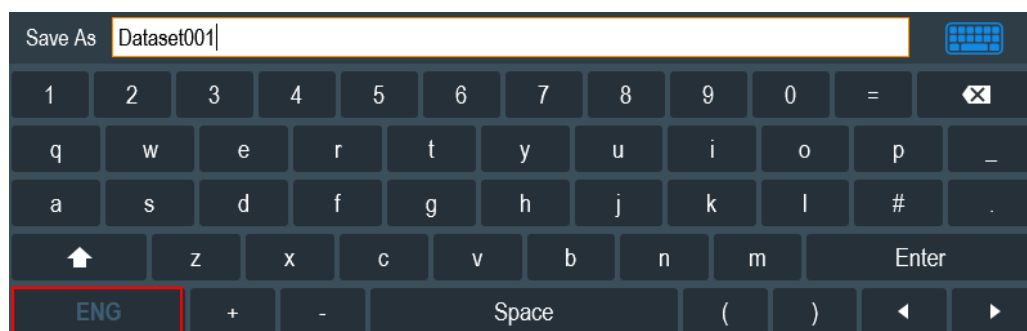 Save As Dataset001
1 2 3 4 5 6 7 8 9 0 =
q w e r t y u i o p _
a s d f g h j k l # .
z x c v b n m Enter
ENG + - Space ( )